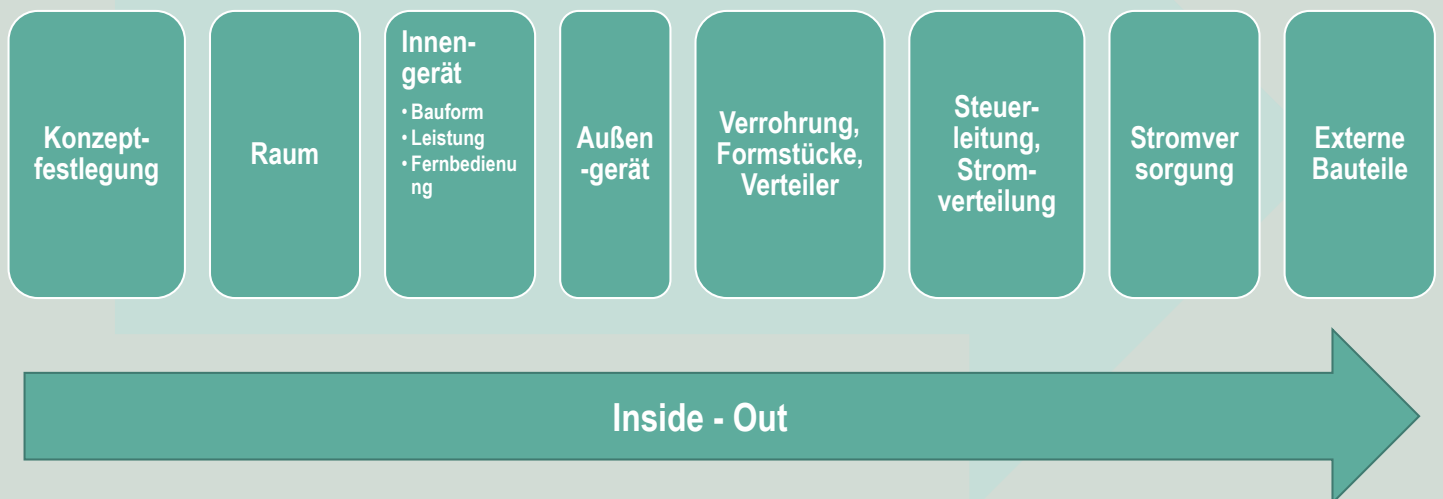 Konzept-
festlegung
Raum
Innen-
gerät
• Bauform
• Leistung
• Fernbedienu
ng
Außen
-gerät
Verrohrung,
Formstücke,
Verteiler
Steuer-
leitung,
Strom-
verteilung
Stromver
sorgung
Externe
Bauteile
Inside - Out